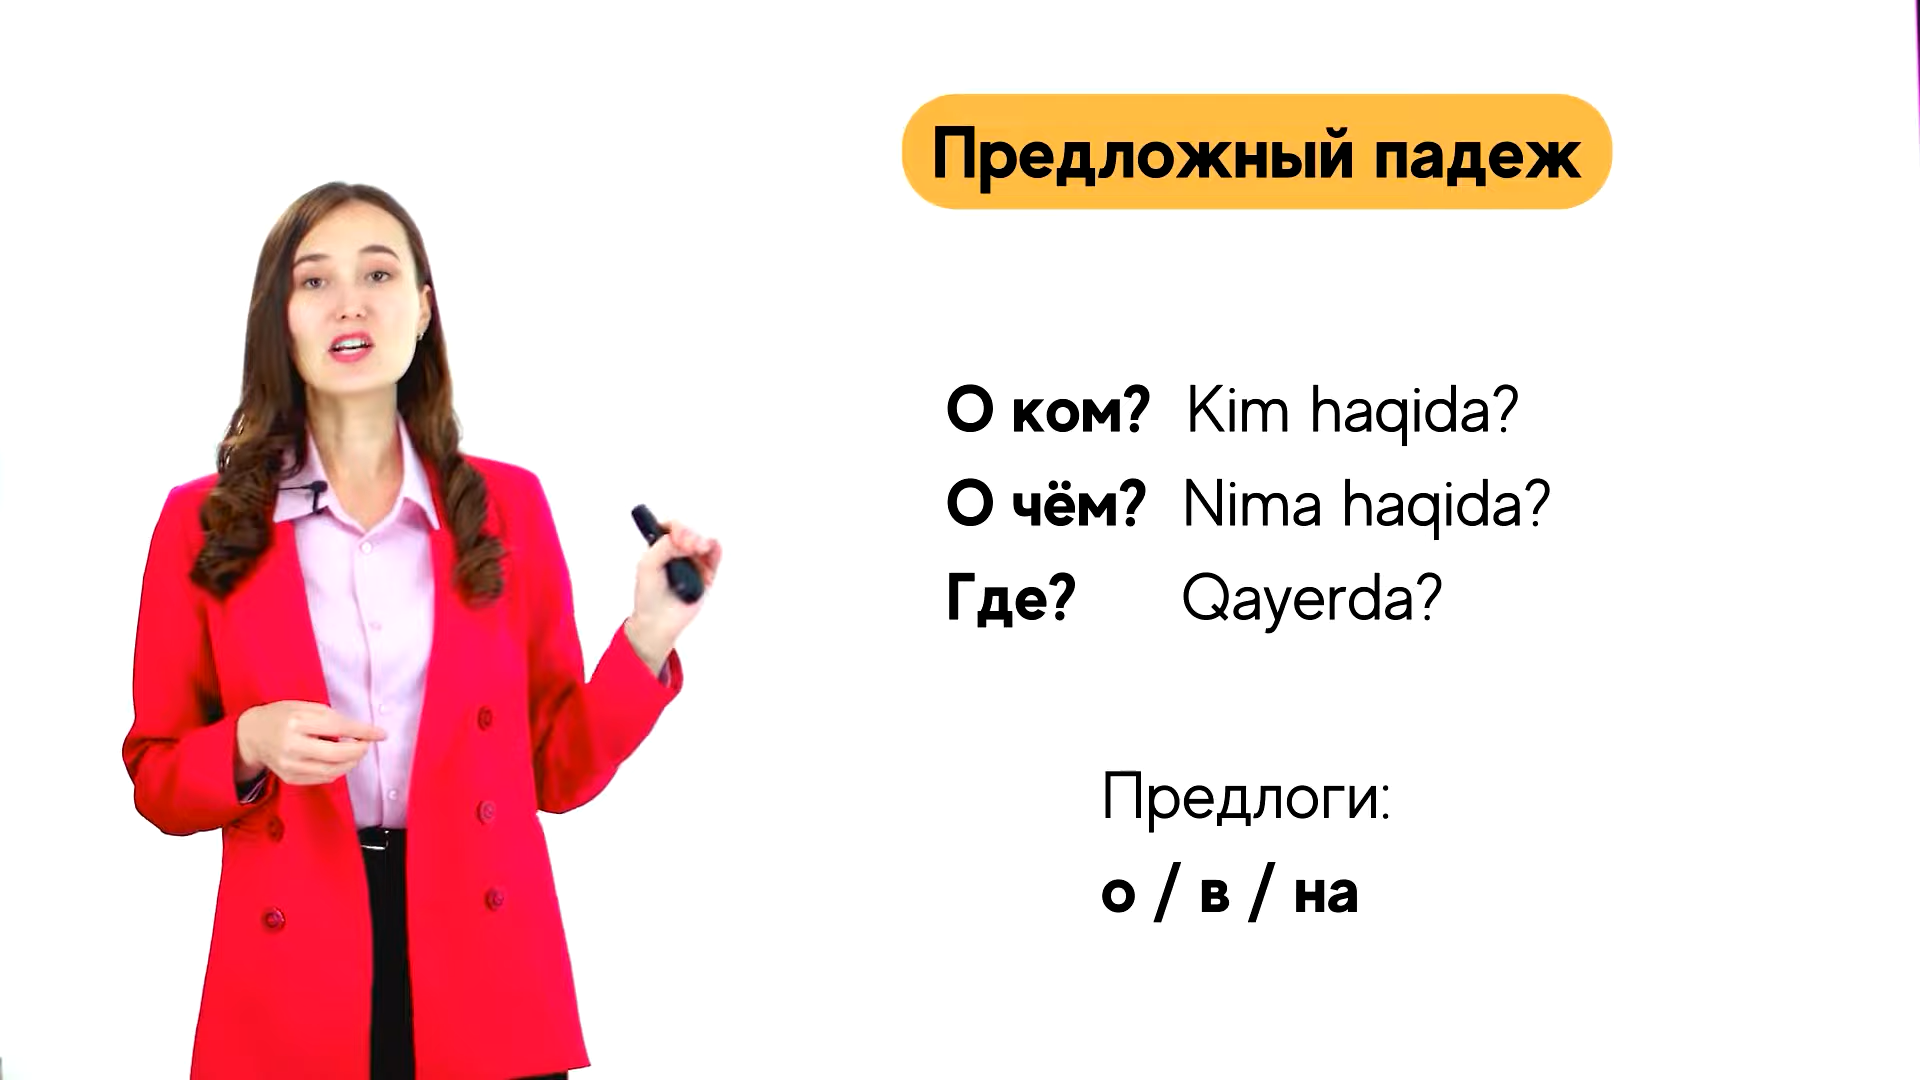 Предложный падеж
О ком? Kim haqida?
О чём? Nima haqida?
Где? Qayerda?
Предлоги:
о / в / на